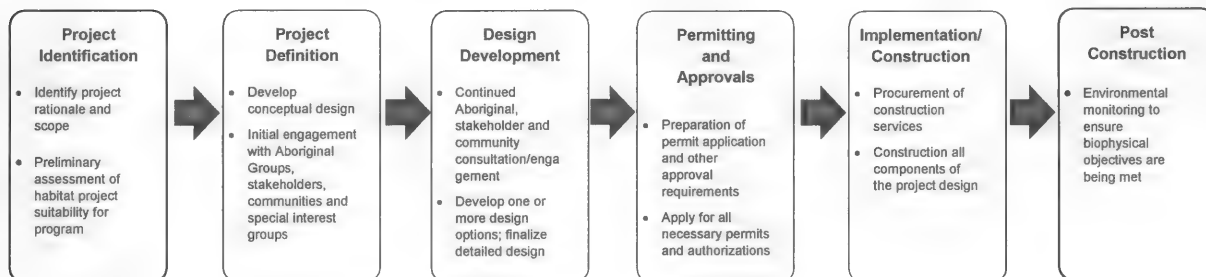 Project
Identification
• Identify project
rationale and
scope
• Preliminary
assessment of
habitat project
suitability for
program
Project
Definition
• Develop
conceptual design
• Initial engagement
with Aboriginal
Groups,
stakeholders,
communities and
special interest
groups
Design
Development
• Continued
Aboriginal,
stakeholder and
community
consultation/enga
gement
• Develop one or
more design
options; finalize
detailed design
Permitting
and
Approvals
• Preparation of
permit application
and other
approval
requirements
• Apply for all
necessary permits
and authorizations
Implementation/
Construction
• Procurement of
construction
services
• Construction all
components of
the project design
Post
Construction
• Environmental
monitoring to
ensure
biophysical
objectives are
being met